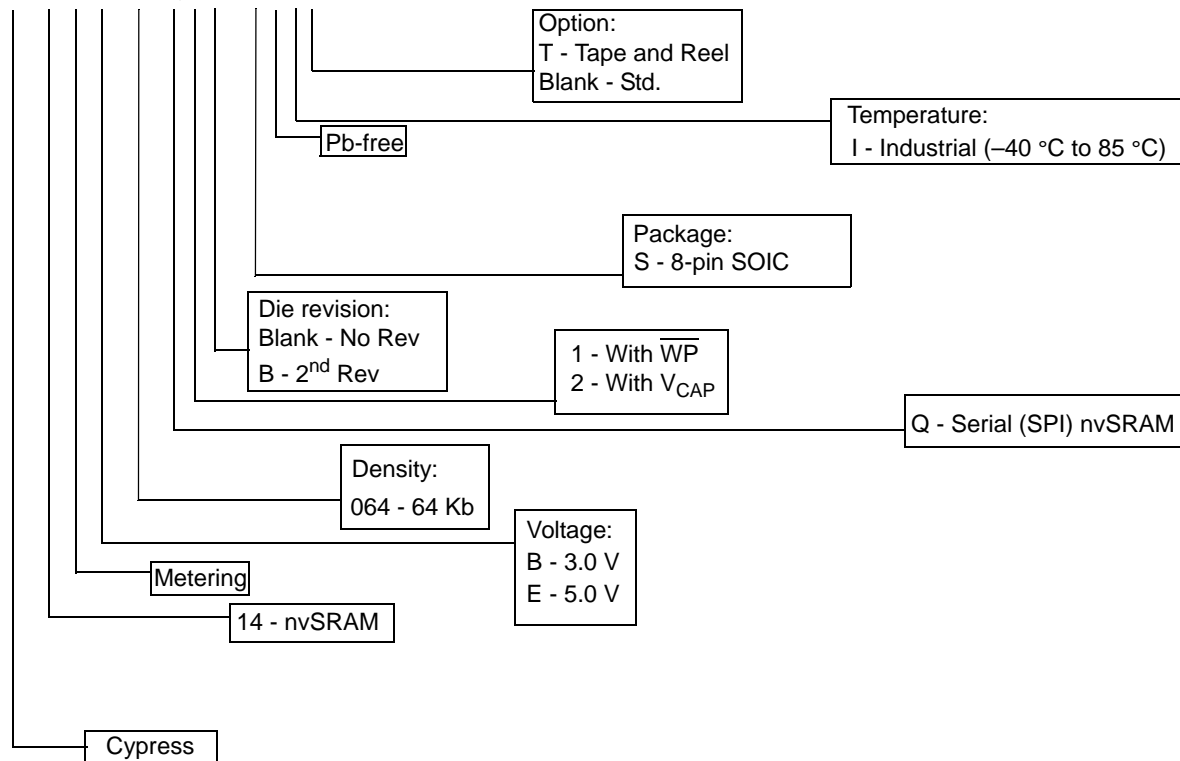 Option:
T - Tape and Reel
Blank - Std.
Temperature:
I - Industrial (–40 °C to 85 °C)
Pb-free
Package:
S - 8-pin SOIC
Die revision:
Blank - No Rev
B - 2nd Rev
1 - With W̅P̅
2 - With VCAP
Q - Serial (SPI) nvSRAM
Density:
064 - 64 Kb
Voltage:
B - 3.0 V
E - 5.0 V
Metering
14 - nvSRAM
Cypress